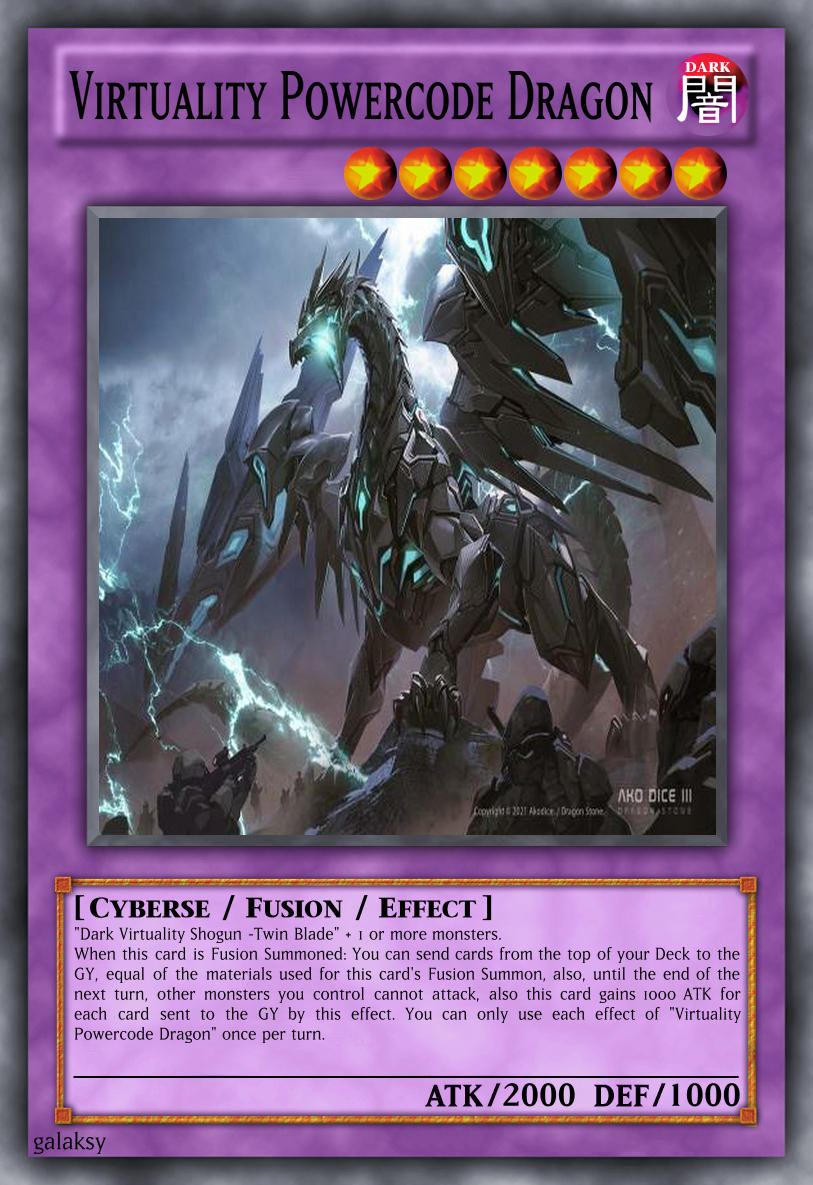 Virtuality Powercode Dragon
DARK
闇
Copyright © 2021 Akodice. / Dragon Stone.
AKO DICE III
DRAGON STONE
[ Cyberse / Fusion / Effect ]
"Dark Virtuality Shogun -Twin Blade" + 1 or more monsters.
When this card is Fusion Summoned: You can send cards from the top of your Deck to the
GY, equal of the materials used for this card's Fusion Summon, also, until the end of the
next turn, other monsters you control cannot attack, also this card gains 1000 ATK for
each card sent to the GY by this effect. You can only use each effect of "Virtuality
Powercode Dragon" once per turn.
ATK/2000 DEF/1000
galaksy